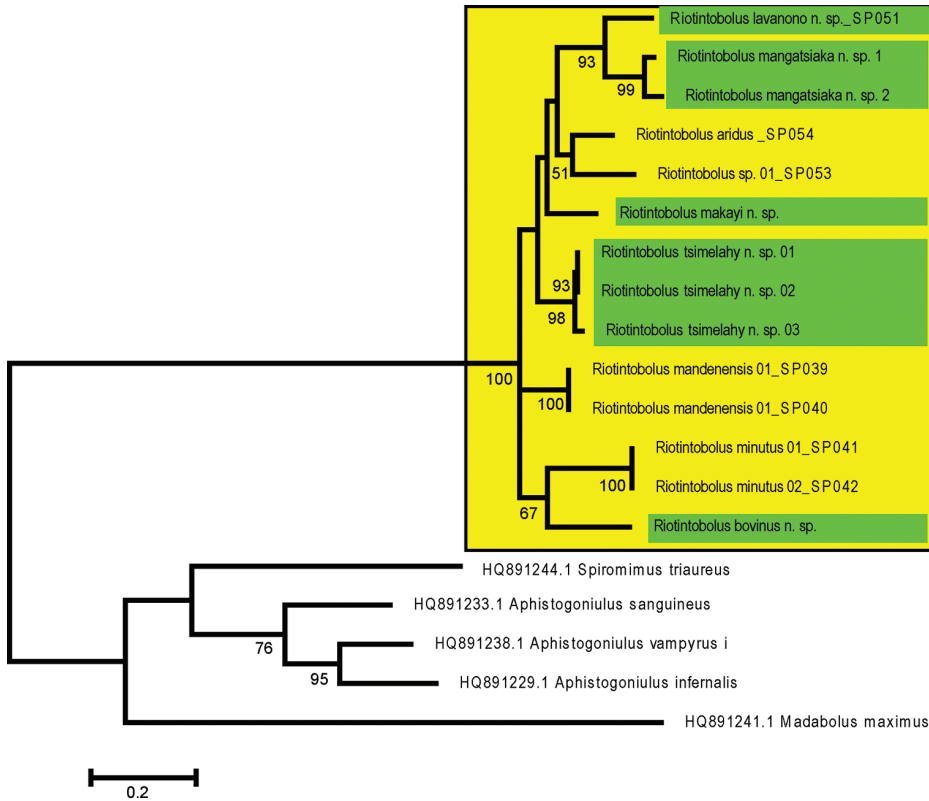 Riotintobolus lavanono n. sp._SP051
93
Riotintobolus mangatsiaka n. sp. 1
99
Riotintobolus mangatsiaka n. sp. 2
Riotintobolus aridus _SP054
51
Riotintobolus sp. 01_SP053
Riotintobolus makayi n. sp.
Riotintobolus tsimelahy n. sp. 01
93
Riotintobolus tsimelahy n. sp. 02
98
Riotintobolus tsimelahy n. sp. 03
Riotintobolus mandenensis 01_SP039
100
100
Riotintobolus mandenensis 01_SP040
Riotintobolus minutus 01_SP041
100
Riotintobolus minutus 02_SP042
67
Riotintobolus bovinus n. sp.
HQ891244.1 Spiromimus triaureus
HQ891233.1 Aphistogoniulus sanguineus
76
HQ891238.1 Aphistogoniulus vampyrus i
95
HQ891229.1 Aphistogoniulus infernalis
HQ891241.1 Madabolus maximus
0.2